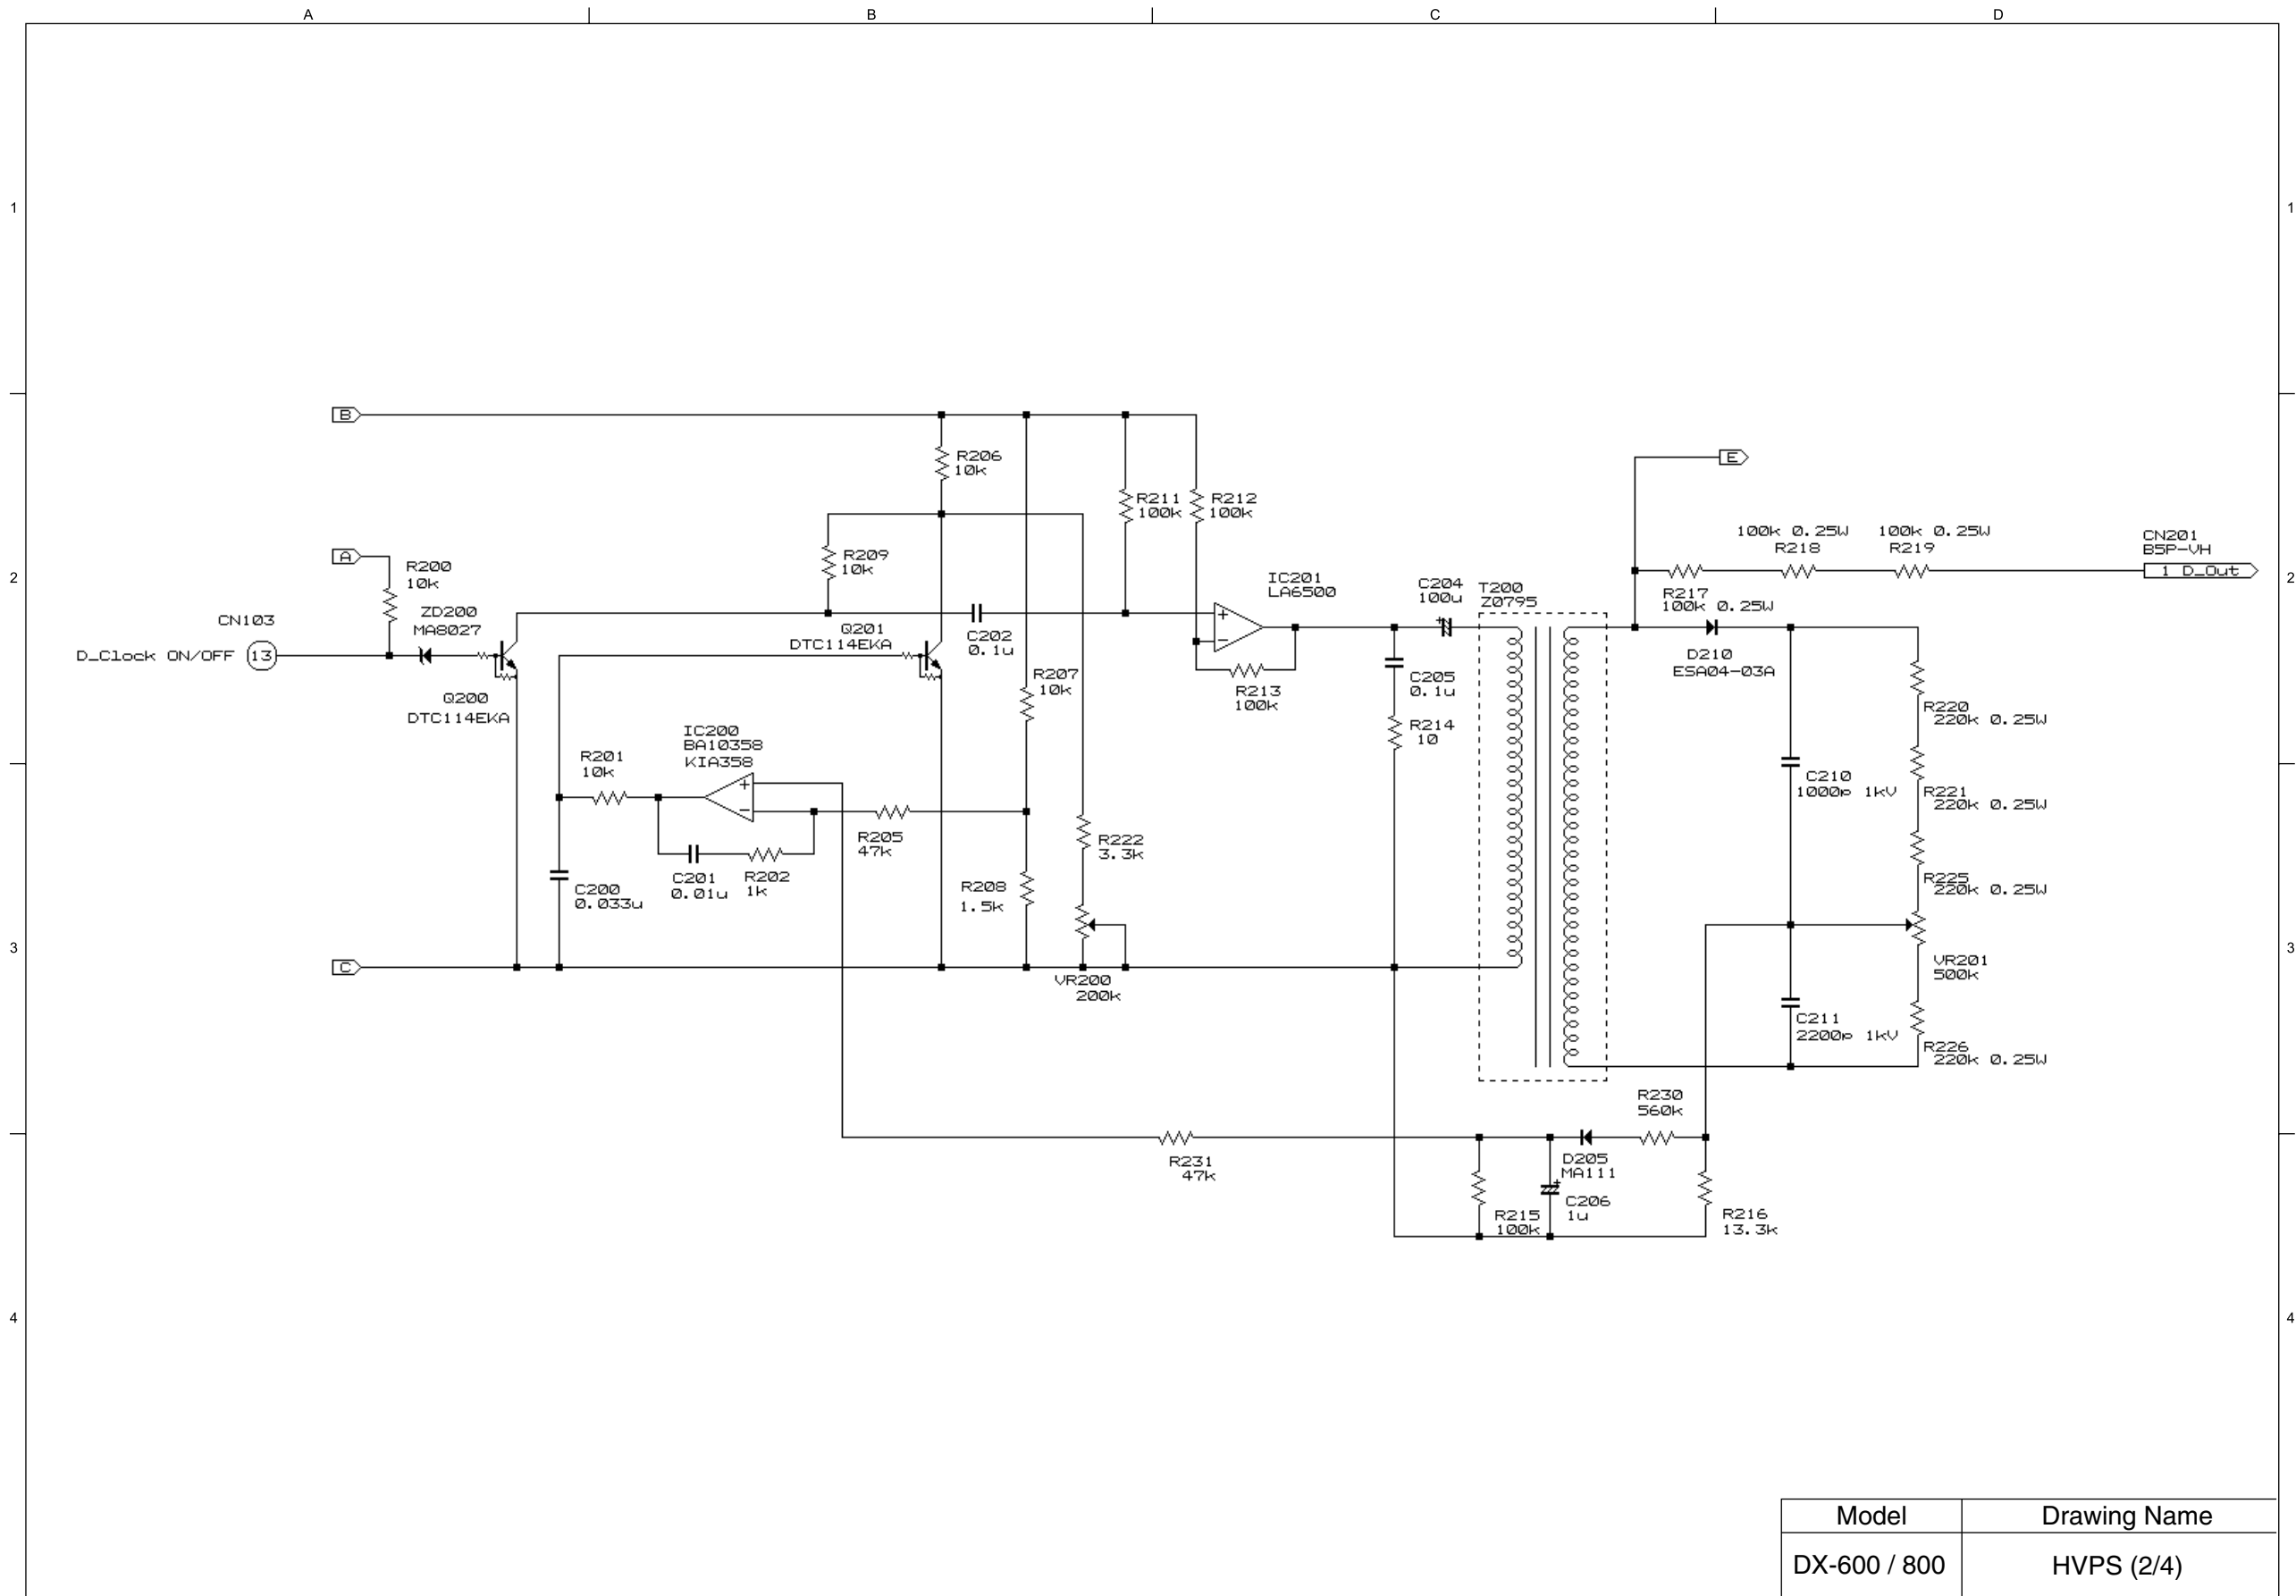 A B C D
1 1
B
E
R206
10k
R211
100k
R212
100k
100k 0.25W
R218
100k 0.25W
R219
CN201
B5P-VH
1 D_Out
A
R200
10k
R209
10k
2 2
IC201
LA6500
C204
100u
T200
Z0795
R217
100k 0.25W
CN103
ZD200
MA8027
Q201
DTC114EKA
C202
0.1u
D_Clock ON/OFF 13
+
−
+
D210
ESA04-03A
C205
0.1u
R207
10k
R213
100k
Q200
DTC114EKA
R220
220k 0.25W
R214
10
IC200
BA10358
KIA358
R201
10k
+
−
C210
1000p 1kV
R221
220k 0.25W
R205
47k
R222
3.3k
C200
0.033u
C201
0.01u
R202
1k
R208
1.5k
R225
220k 0.25W
3 3
C
VR200
200k
VR201
500k
C211
2200p 1kV
R226
220k 0.25W
R230
560k
R231
47k
D205
MA111
+
C206
1u
R215
100k
R216
13.3k
4 4
Model Drawing Name
DX-600 / 800 HVPS (2/4)